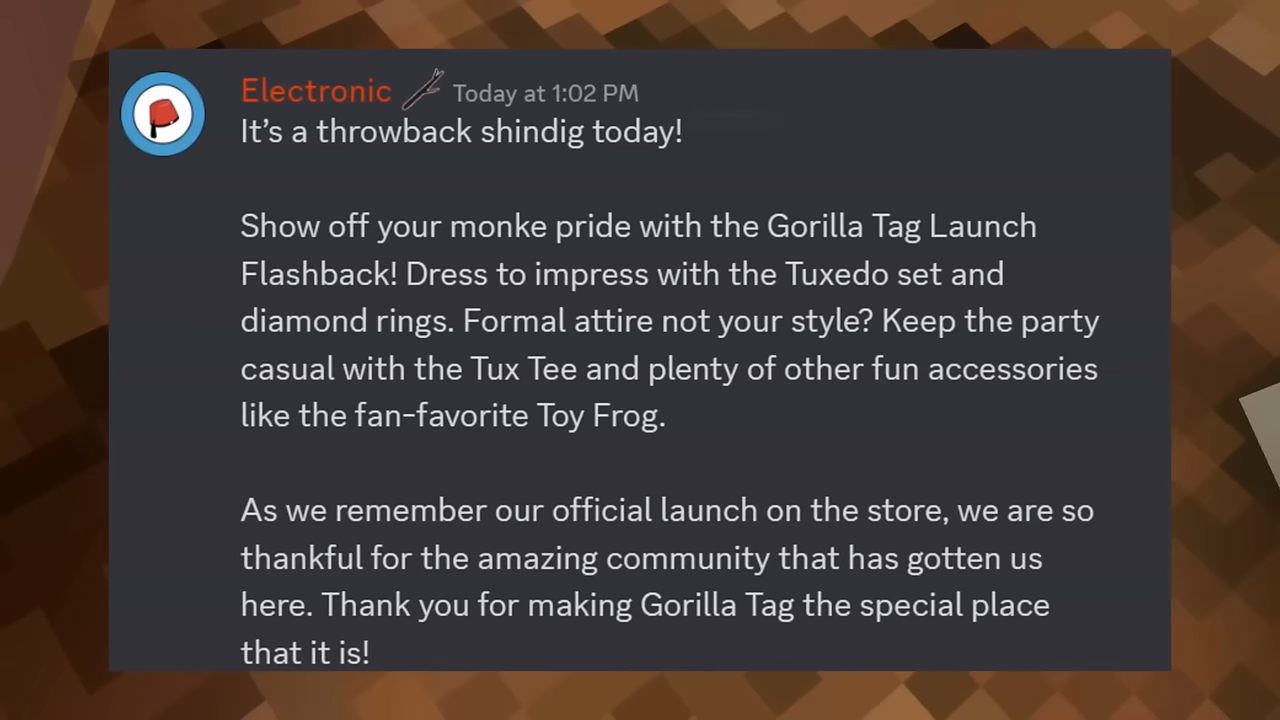 Electronic Today at 1:02 PM
It’s a throwback shindig today!
Show off your monke pride with the Gorilla Tag Launch
Flashback! Dress to impress with the Tuxedo set and
diamond rings. Formal attire not your style? Keep the party
casual with the Tux Tee and plenty of other fun accessories
like the fan-favorite Toy Frog.
As we remember our official launch on the store, we are so
thankful for the amazing community that has gotten us
here. Thank you for making Gorilla Tag the special place
that it is!